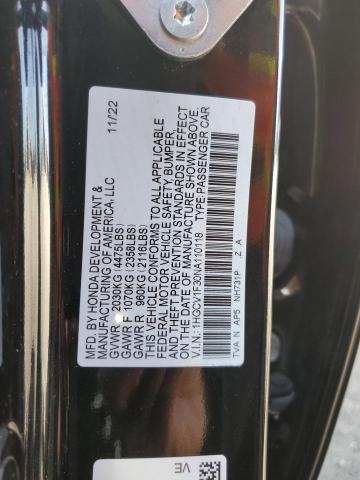 MFD. BY HONDA DEVELOPMENT & 11/22
MANUFACTURING OF AMERICA, LLC
GVWR 2030KG (4475LBS)
GAWR F 1070KG (2358LBS)
GAWR R 960KG (2116LBS)
THIS VEHICLE CONFORMS TO ALL APPLICABLE
FEDERAL MOTOR VEHICLE SAFETY, BUMPER,
AND THEFT PREVENTION STANDARDS IN EFFECT
ON THE DATE OF MANUFACTURE SHOWN ABOVE.
V.I.N.: 1HGCV1F30NA110118 TYPE:PASSENGER CAR
TVA N AP5 NH731P Z A
VE